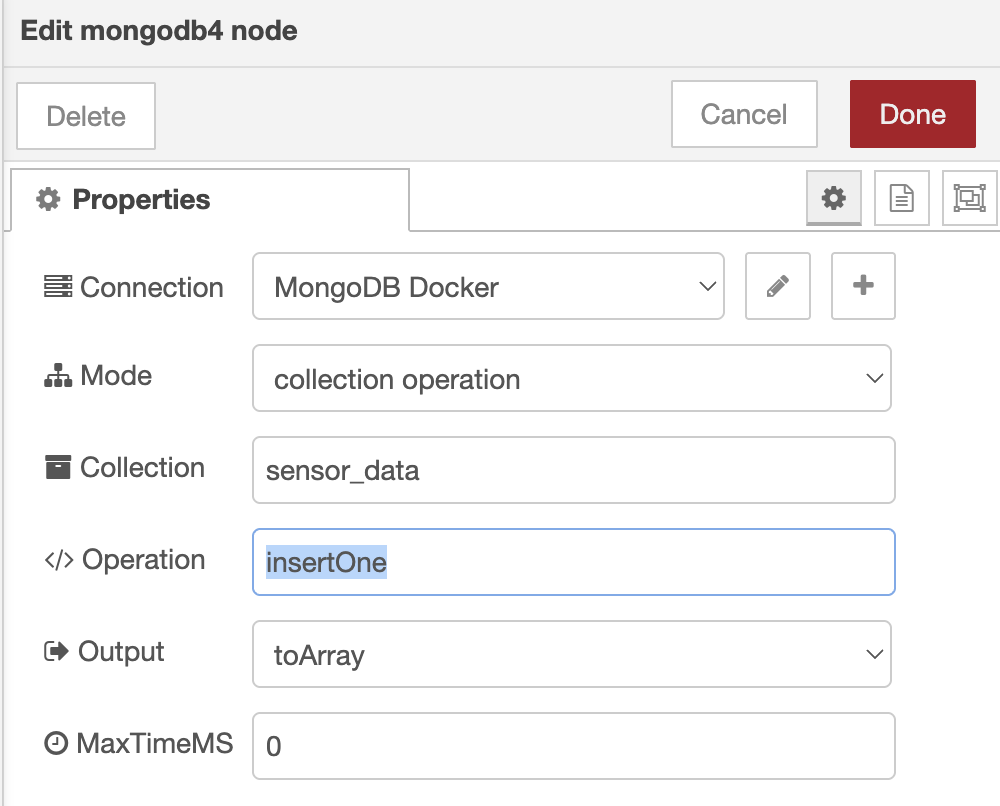 Edit mongodb4 node
Delete
Cancel
Done
Properties
Connection
MongoDB Docker
Mode
collection operation
Collection
sensor_data
</> Operation
insertOne
Output
toArray
MaxTimeMS
0